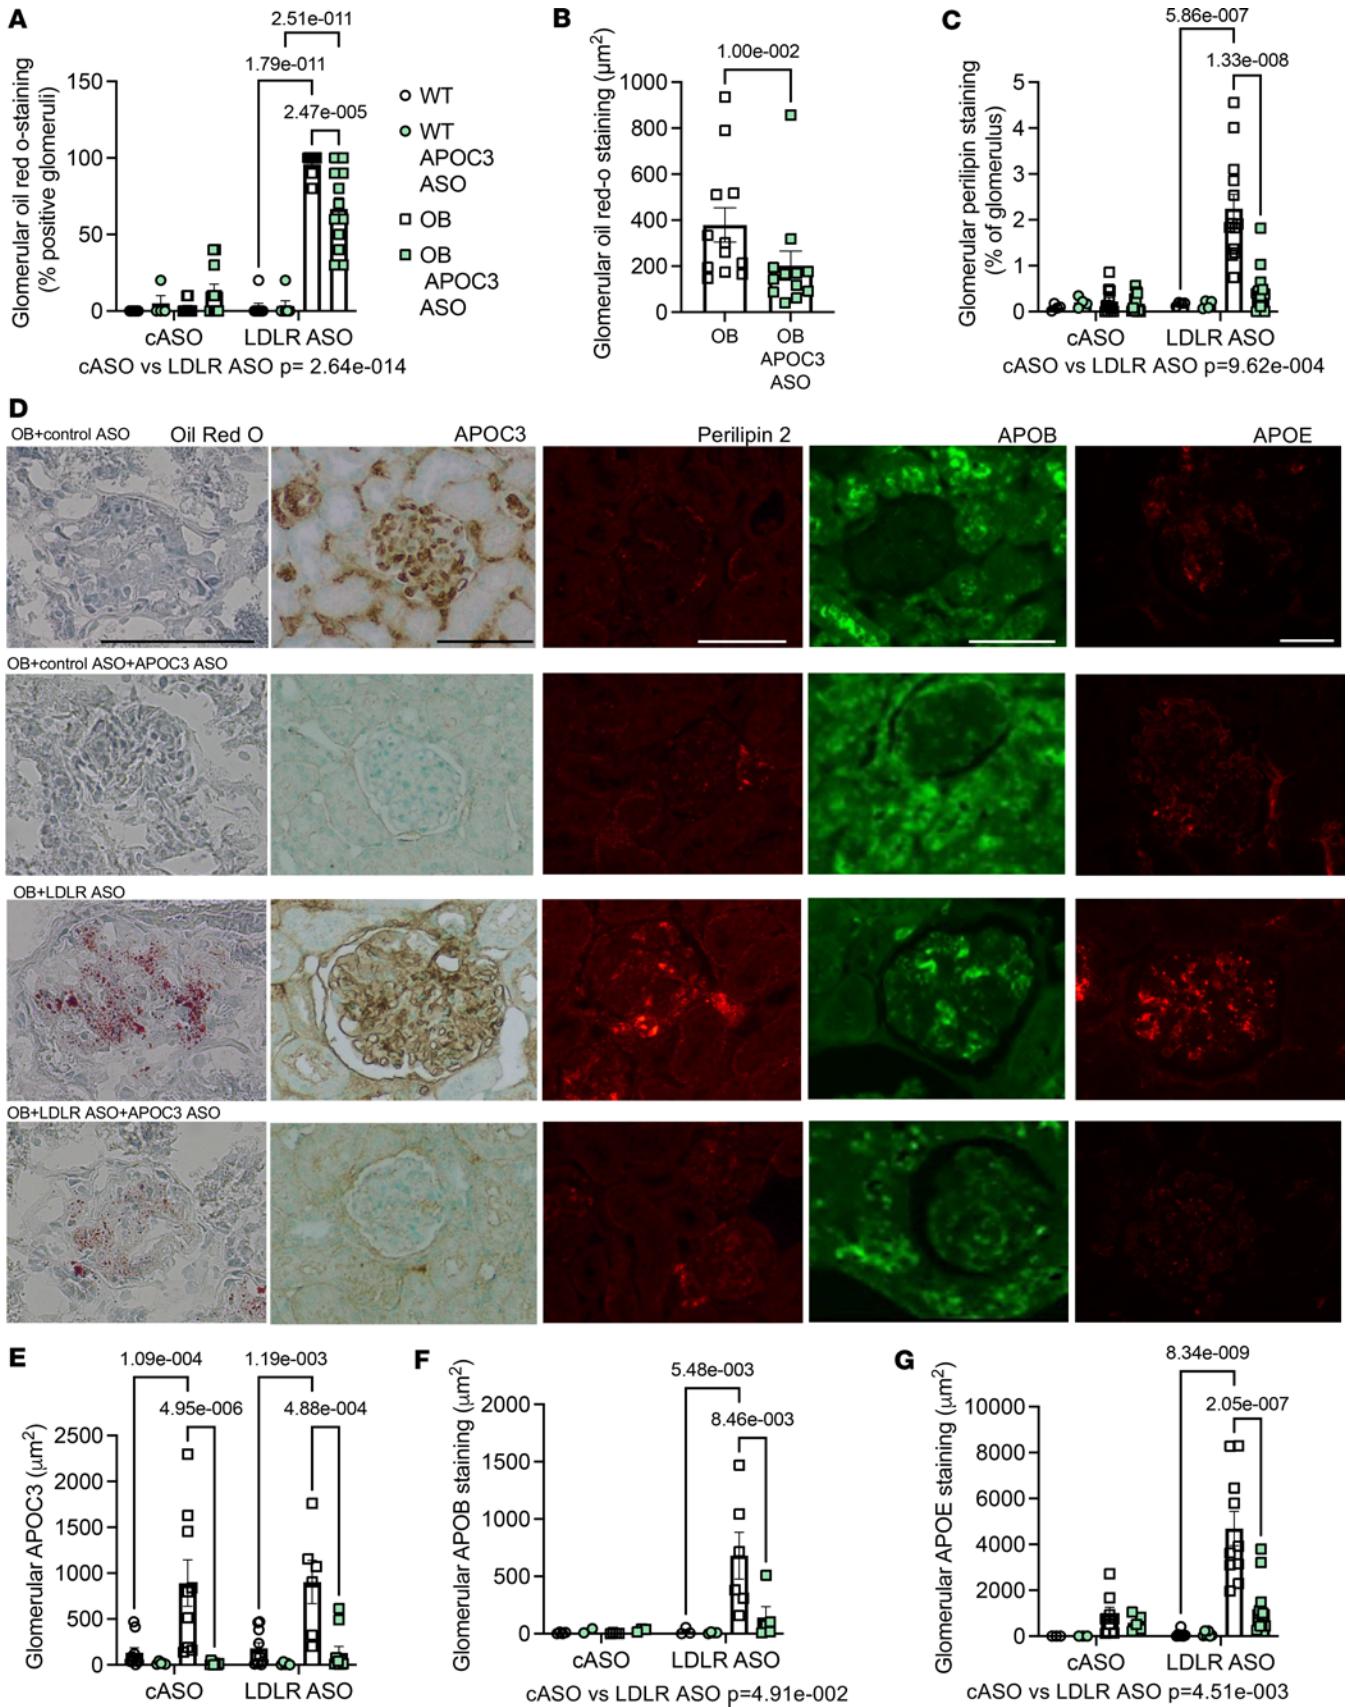 A
2.51e-011
1.79e-011
2.47e-005
Glomerular oil red o-staining
(% positive glomeruli)
150
100
50
0
cASO
LDLR ASO
cASO vs LDLR ASO p= 2.64e-014
WT
WT
APOC3
ASO
OB
OB
APOC3
ASO
B
1.00e-002
Glomerular oil red-o staining (μm²)
1000
800
600
400
200
0
OB
OB
APOC3
ASO
C
5.86e-007
1.33e-008
Glomerular perilipin staining
(% of glomerulus)
5
4
3
2
1
0
cASO
LDLR ASO
cASO vs LDLR ASO p=9.62e-004
D
OB+control ASO
Oil Red O
APOC3
Perilipin 2
APOB
APOE
OB+control ASO+APOC3 ASO
OB+LDLR ASO
OB+LDLR ASO+APOC3 ASO
E
1.09e-004
1.19e-003
4.95e-006
4.88e-004
Glomerular APOC3 (μm²)
2500
2000
1500
1000
500
0
cASO
LDLR ASO
F
5.48e-003
8.46e-003
Glomerular APOB staining (μm²)
2000
1500
1000
500
0
cASO
LDLR ASO
cASO vs LDLR ASO p=4.91e-002
G
8.34e-009
2.05e-007
Glomerular APOE staining (μm²)
10000
8000
6000
4000
2000
0
cASO
LDLR ASO
cASO vs LDLR ASO p=4.51e-003